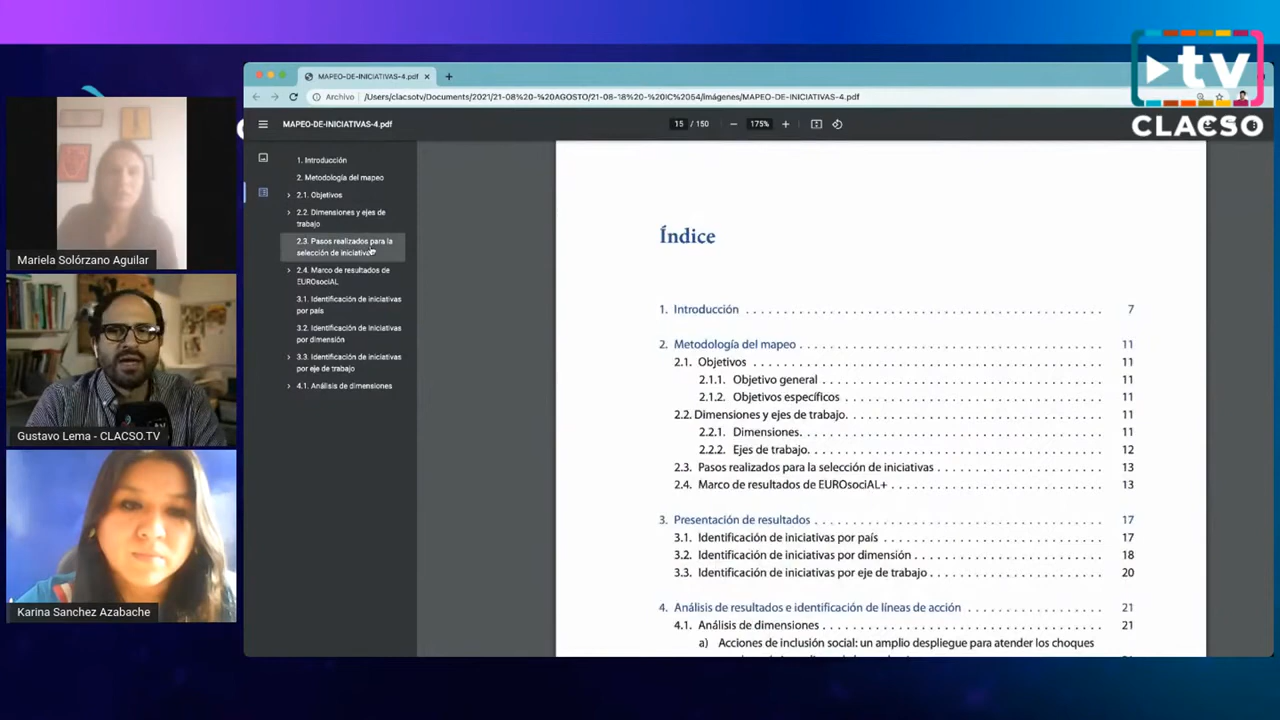 tv
CLACSO
MAPEO-DE-INICIATIVAS-4.pdf
Archivo /Users/clacsotv/Documents/2021/21-08%20-%20AGOSTO/21-08-18%20-%20IC%2054/imágenes/MAPEO-DE-INICIATIVAS-4.pdf
MAPEO-DE-INICIATIVAS-4.pdf
15 / 150
175%
1. Introducción
2. Metodología del mapeo
2.1. Objetivos
2.2. Dimensiones y ejes de
trabajo
2.3. Pasos realizados para la
selección de iniciativas
2.4. Marco de resultados de
EUROsociAL
3.1. Identificación de iniciativas
por país
3.2. Identificación de iniciativas
por dimensión
3.3. Identificación de iniciativas
por eje de trabajo
4.1. Análisis de dimensiones
Índice
1. Introducción 7
2. Metodología del mapeo 11
2.1. Objetivos 11
2.1.1. Objetivo general 11
2.1.2. Objetivos específicos 11
2.2. Dimensiones y ejes de trabajo. 11
2.2.1. Dimensiones. 11
2.2.2. Ejes de trabajo. 12
2.3. Pasos realizados para la selección de iniciativas 13
2.4. Marco de resultados de EUROsociAL+ 13
3. Presentación de resultados 17
3.1. Identificación de iniciativas por país 17
3.2. Identificación de iniciativas por dimensión 18
3.3. Identificación de iniciativas por eje de trabajo 20
4. Análisis de resultados e identificación de líneas de acción 21
4.1. Análisis de dimensiones 21
a) Acciones de inclusión social: un amplio despliegue para atender los choques
Mariela Solórzano Aguilar
Gustavo Lema - CLACSO.TV
Karina Sanchez Azabache